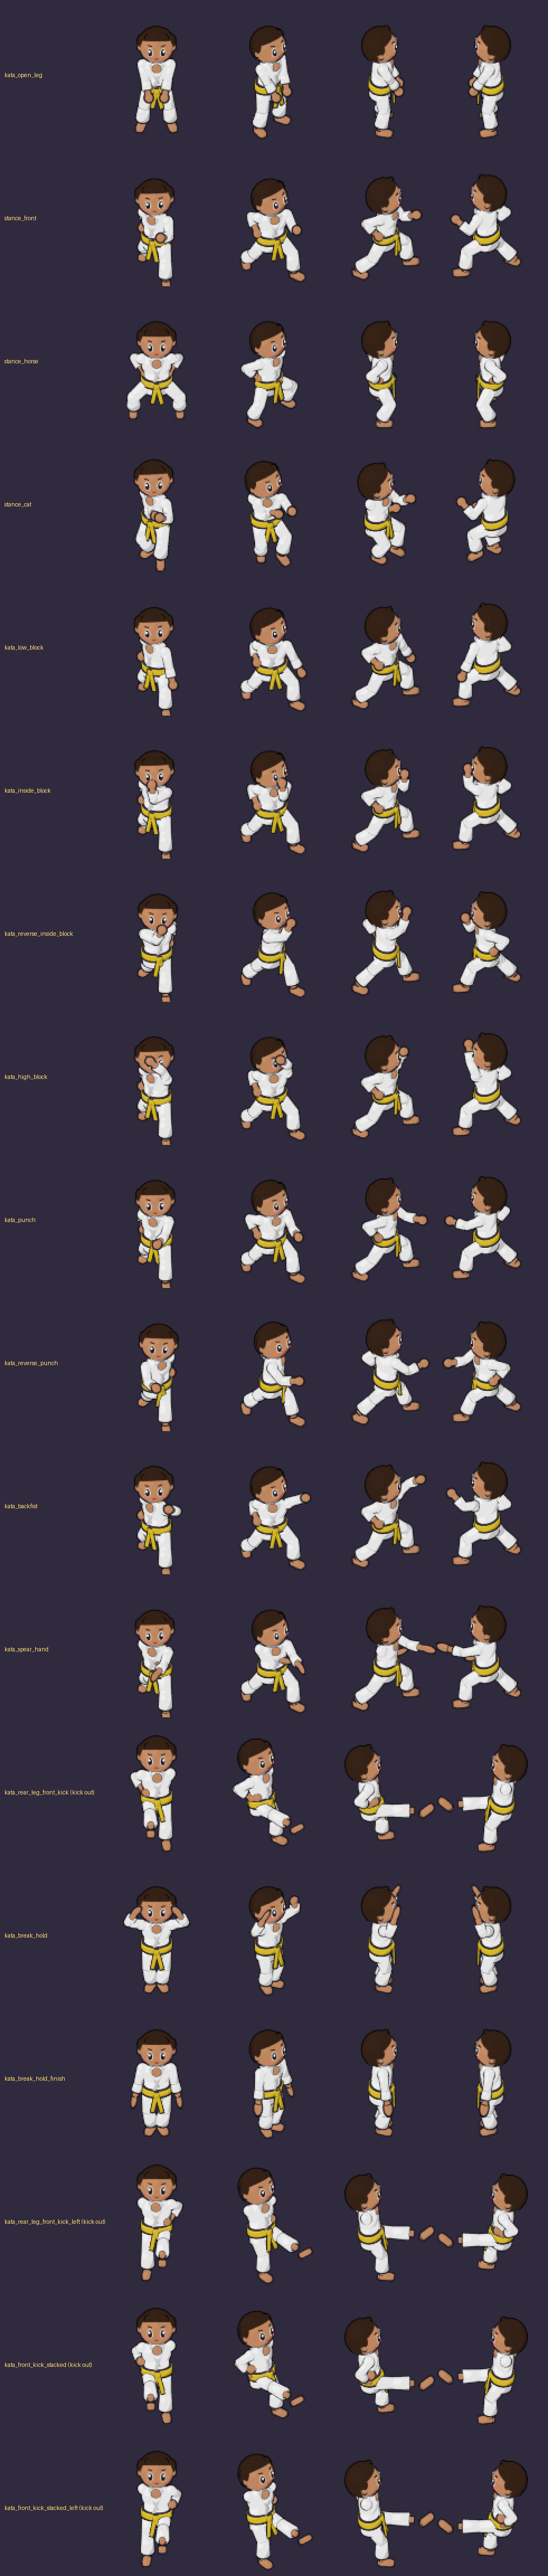 kata_open_leg
stance_front
stance_horse
stance_cat
kata_low_block
kata_inside_block
kata_reverse_inside_block
kata_high_block
kata_punch
kata_reverse_punch
kata_backfist
kata_spear_hand
kata_rear_leg_front_kick (kick out)
kata_break_hold
kata_break_hold_finish
kata_rear_leg_front_kick_left (kick out)
kata_front_kick_stacked (kick out)
kata_front_kick_stacked_left (kick out)